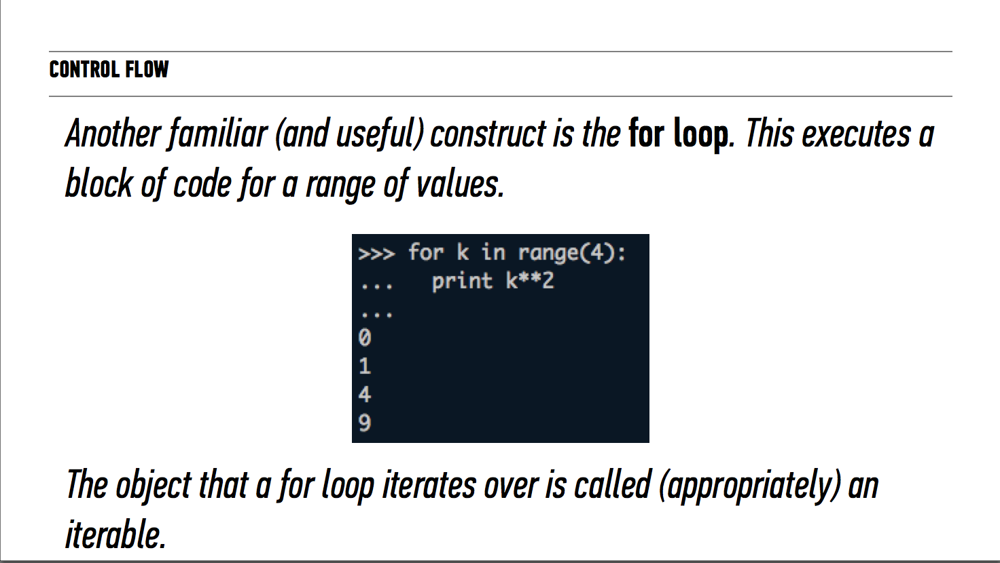 CONTROL FLOW
Another familiar (and useful) construct is the for loop. This executes a
block of code for a range of values.
>>> for k in range(4):
...   print k**2
...
0
1
4
9
The object that a for loop iterates over is called (appropriately) an
iterable.